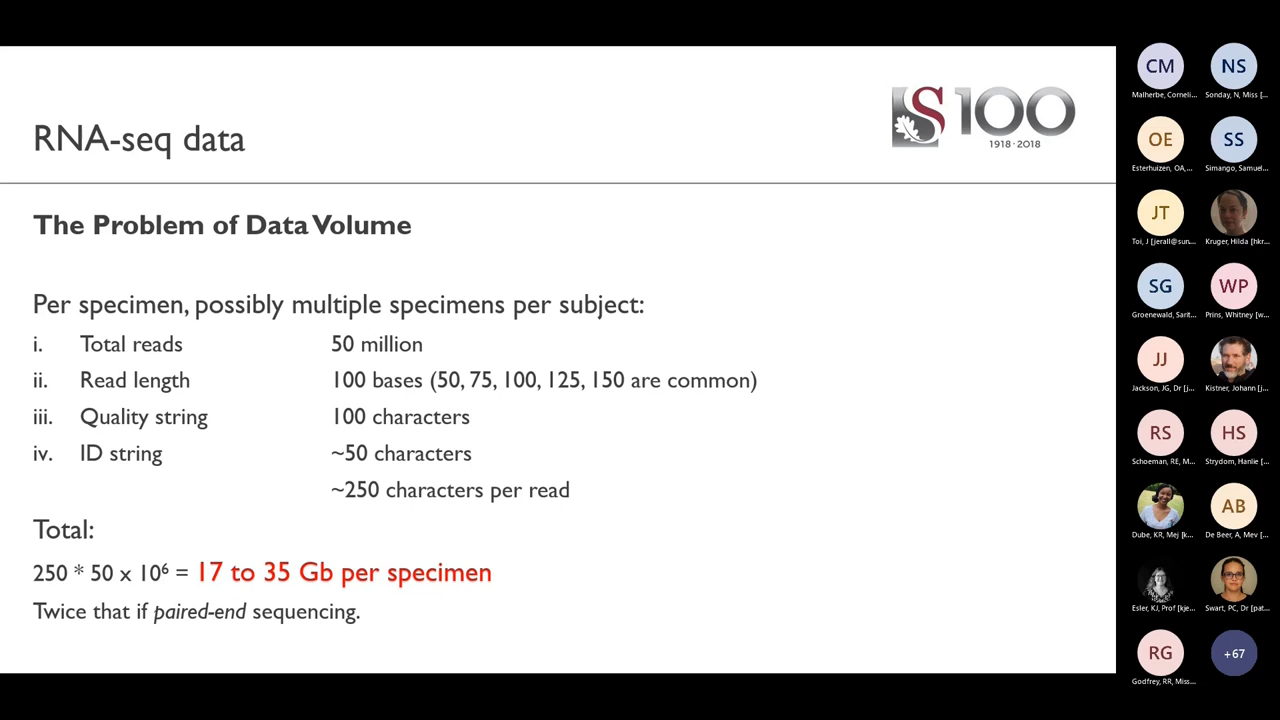 RNA-seq data
S 100
1918·2018
The Problem of Data Volume
Per specimen, possibly multiple specimens per subject:
i. Total reads 50 million
ii. Read length 100 bases (50, 75, 100, 125, 150 are common)
iii. Quality string 100 characters
iv. ID string ~50 characters
~250 characters per read
Total:
250 * 50 x 10⁶ = 17 to 35 Gb per specimen
Twice that if paired-end sequencing.
CM NS
Malherbe, Corneli... Sonday, N, Miss [...
OE SS
Esterhuizen, OA,... Simango, Samuel...
JT
Toi, J [jerall@sun... Kruger, Hilda [hkr...
SG WP
Groenewald, Sarit... Prins, Whitney [w...
JJ
Jackson, JG, Dr [j... Kistner, Johann [j...
RS HS
Schoeman, RE, M... Strydom, Hanlie [...
AB
Dube, KR, Mej [k... De Beer, A, Mev [...
Esler, KJ, Prof [kje... Swart, PC, Dr [pat...
RG +67
Godfrey, RR, Miss...